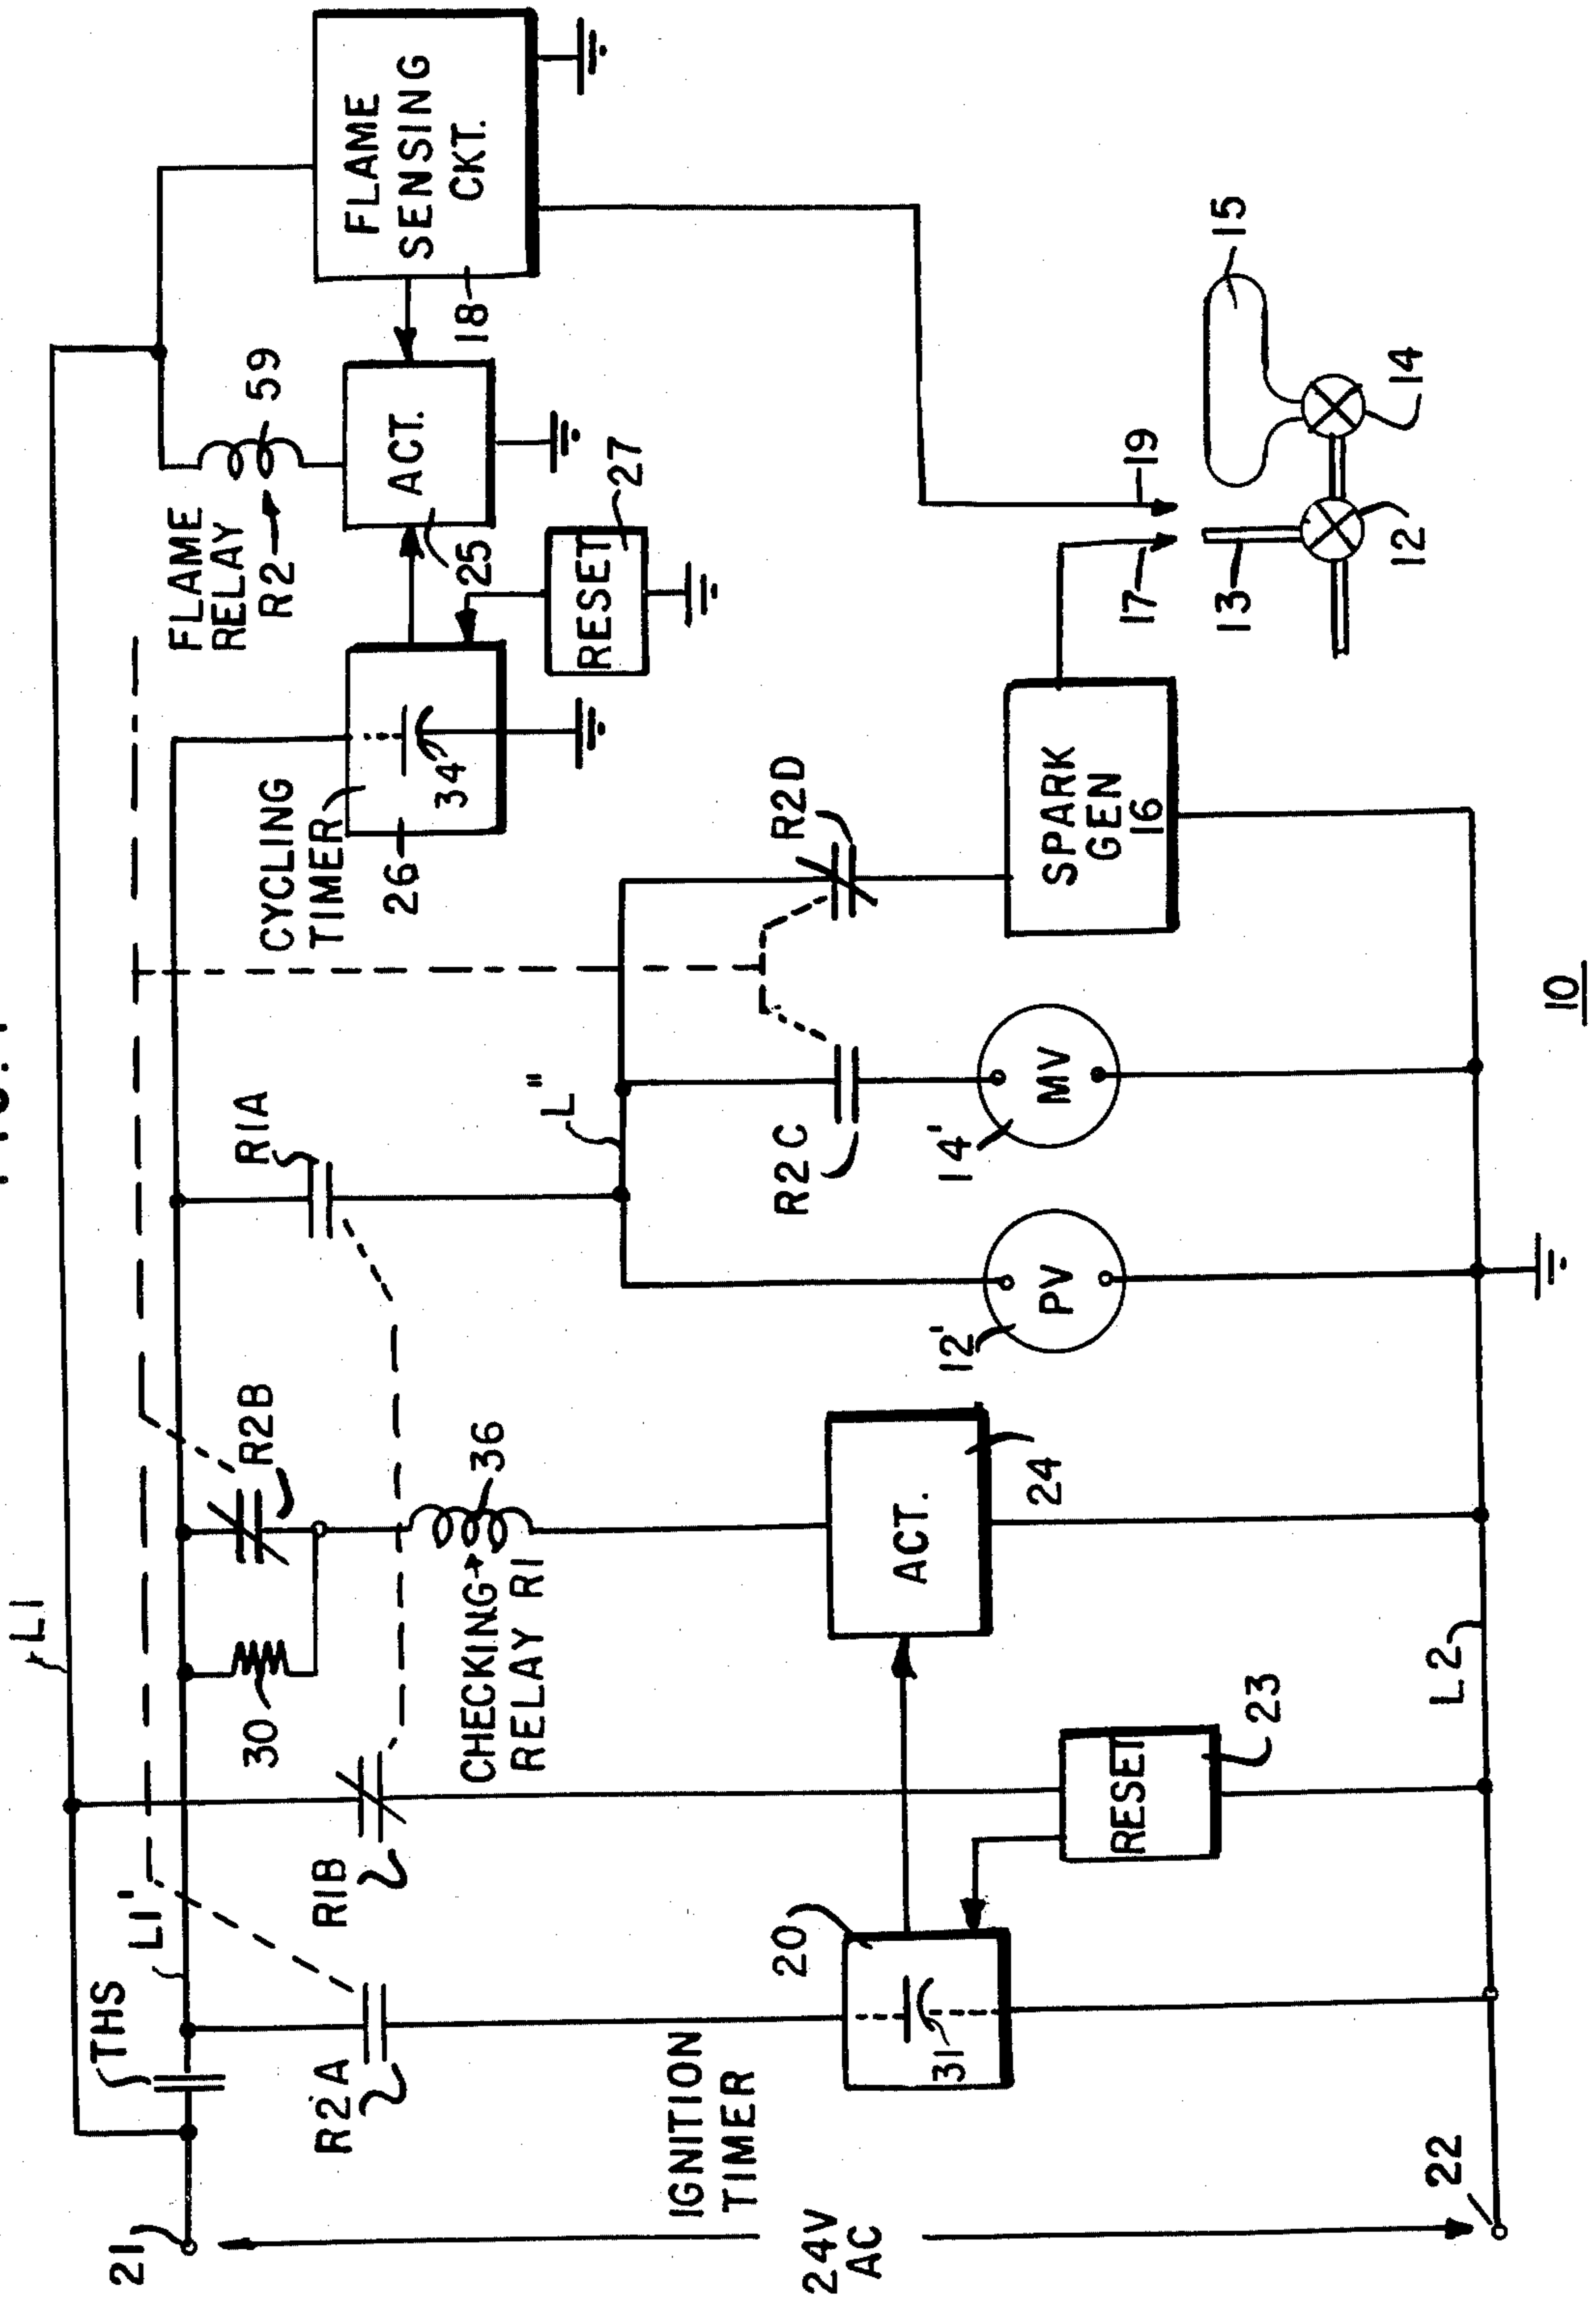 L1
THS
L1'
21
R2A
R1B
30
R2B
CHECKING
RELAY R1
36
R1A
L"
CYCLING
TIMER
26
34
FLAME
RELAY
R2
59
ACT.
25
RESET
27
FLAME
SENSING
CKT.
18
IGNITION
TIMER
20
31
RESET
23
ACT.
24
PV
12'
R2C
MV
14'
R2D
SPARK
GEN
16
17
19
13
12
14
15
24V
AC
22
L2
10